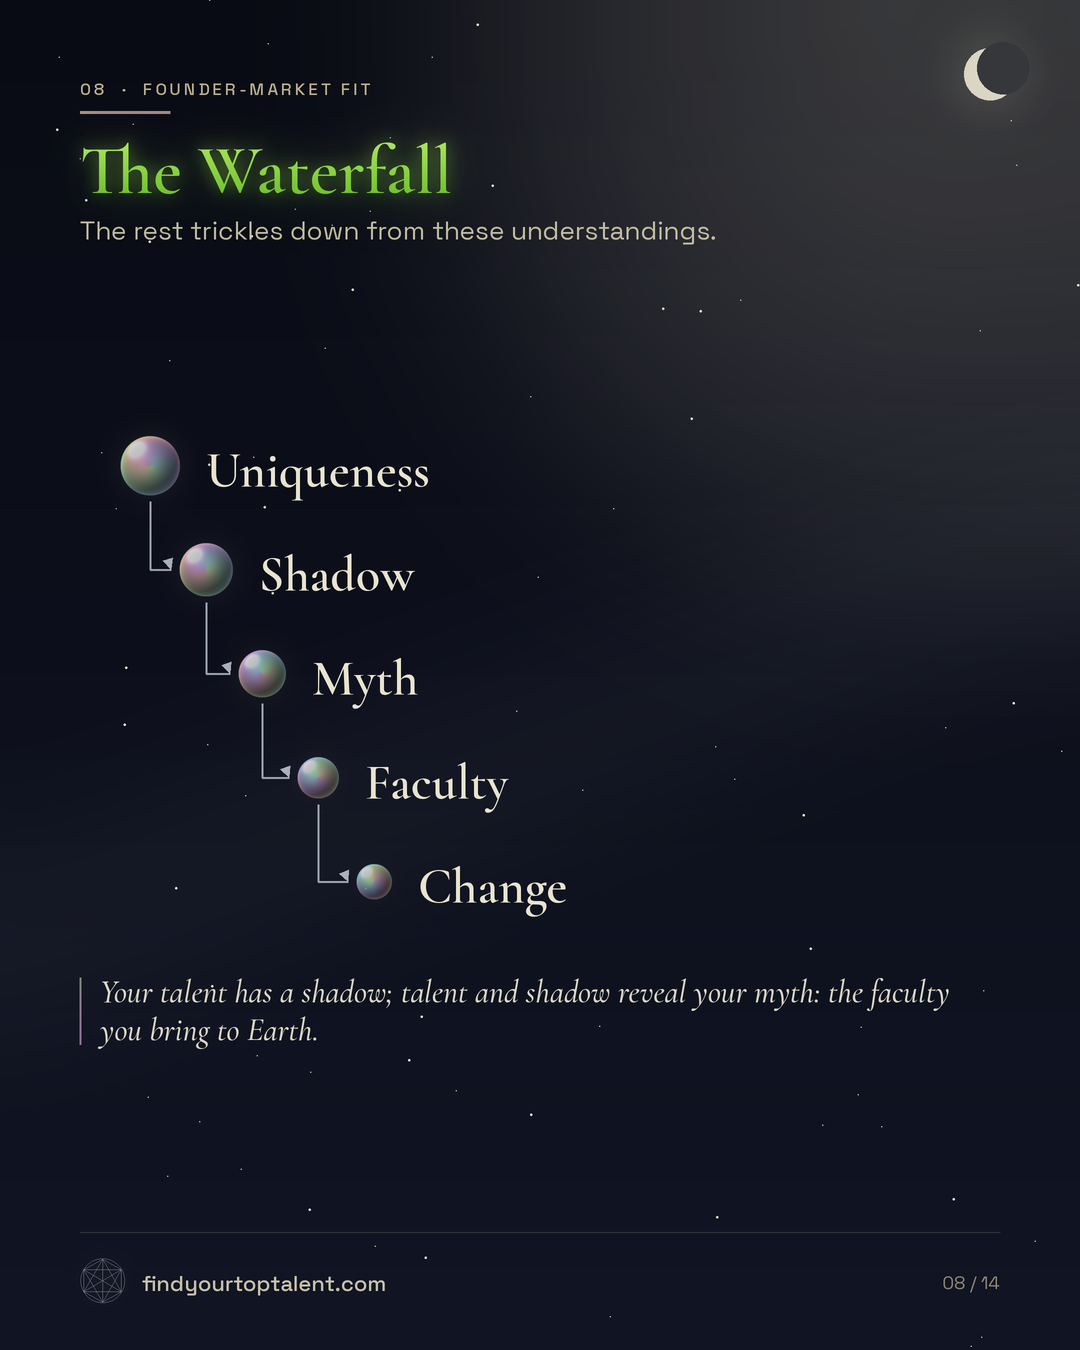 08 · FOUNDER-MARKET FIT
The Waterfall
The rest trickles down from these understandings.
Uniqueness
Shadow
Myth
Faculty
Change
Your talent has a shadow; talent and shadow reveal your myth: the faculty
you bring to Earth.
findyourtoptalent.com
08 / 14